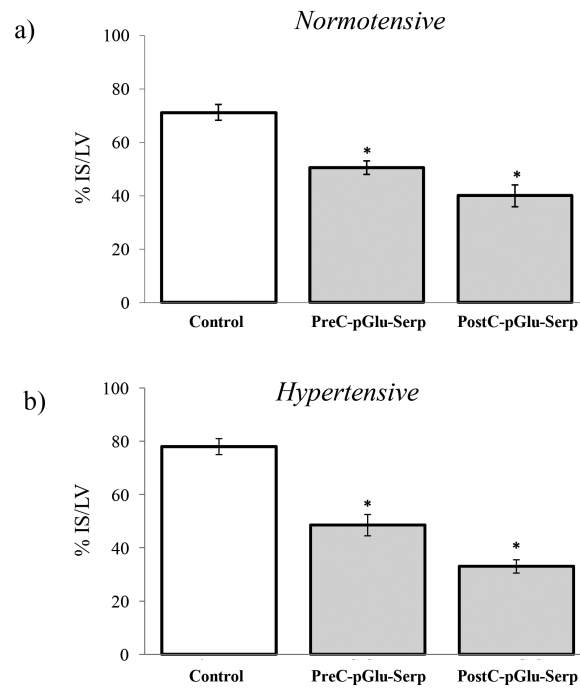 a)
Normotensive
100
80
60
40
20
0
% IS/LV
*
*
Control PreC-pGlu-Serp PostC-pGlu-Serp
b)
Hypertensive
100
80
60
40
20
0
% IS/LV
*
*
Control PreC-pGlu-Serp PostC-pGlu-Serp